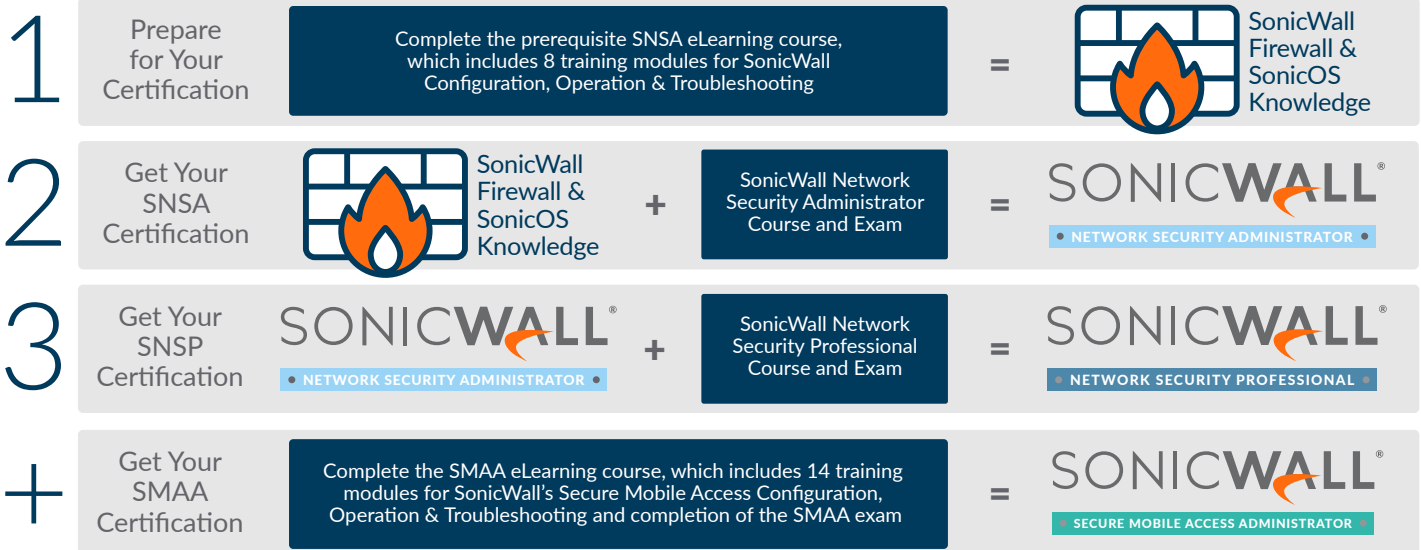 1
Prepare
for Your
Certification
Complete the prerequisite SNSA eLearning course,
which includes 8 training modules for SonicWall
Configuration, Operation & Troubleshooting
=
SonicWall
Firewall &
SonicOS
Knowledge
2
Get Your
SNSA
Certification
SonicWall
Firewall &
SonicOS
Knowledge
+
SonicWall Network
Security Administrator
Course and Exam
=
SONICWALL®
• NETWORK SECURITY ADMINISTRATOR •
3
Get Your
SNSP
Certification
SONICWALL®
• NETWORK SECURITY ADMINISTRATOR •
+
SonicWall Network
Security Professional
Course and Exam
=
SONICWALL®
• NETWORK SECURITY PROFESSIONAL •
+
Get Your
SMAA
Certification
Complete the SMAA eLearning course, which includes 14 training
modules for SonicWall's Secure Mobile Access Configuration,
Operation & Troubleshooting and completion of the SMAA exam
=
SONICWALL®
• SECURE MOBILE ACCESS ADMINISTRATOR •